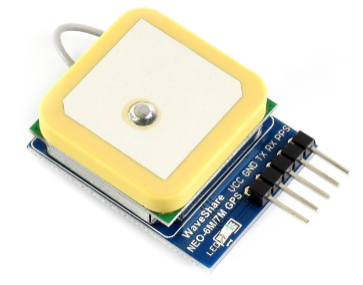 VCC GND TX RX PPS
WaveShare
NEO-6M/7M GPS
LED